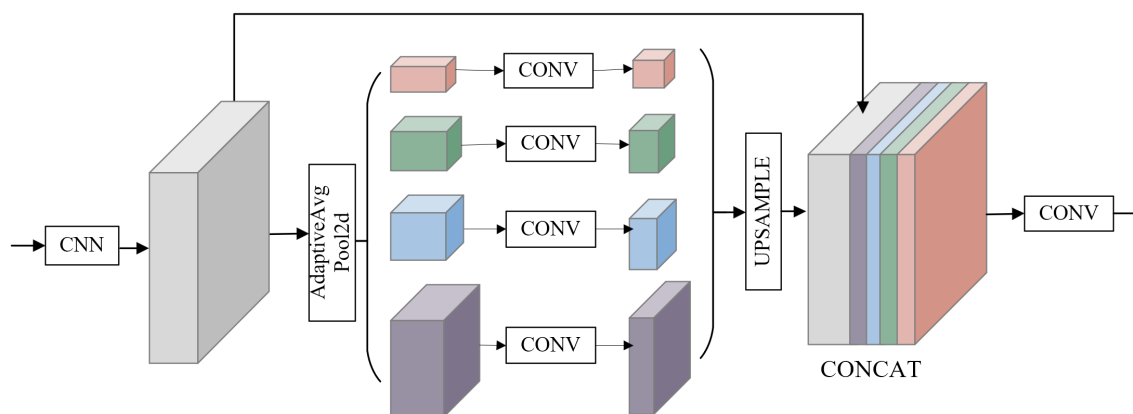 CNN
AdaptiveAvg
Pool2d
CONV
CONV
CONV
CONV
UPSAMPLE
CONCAT
CONV